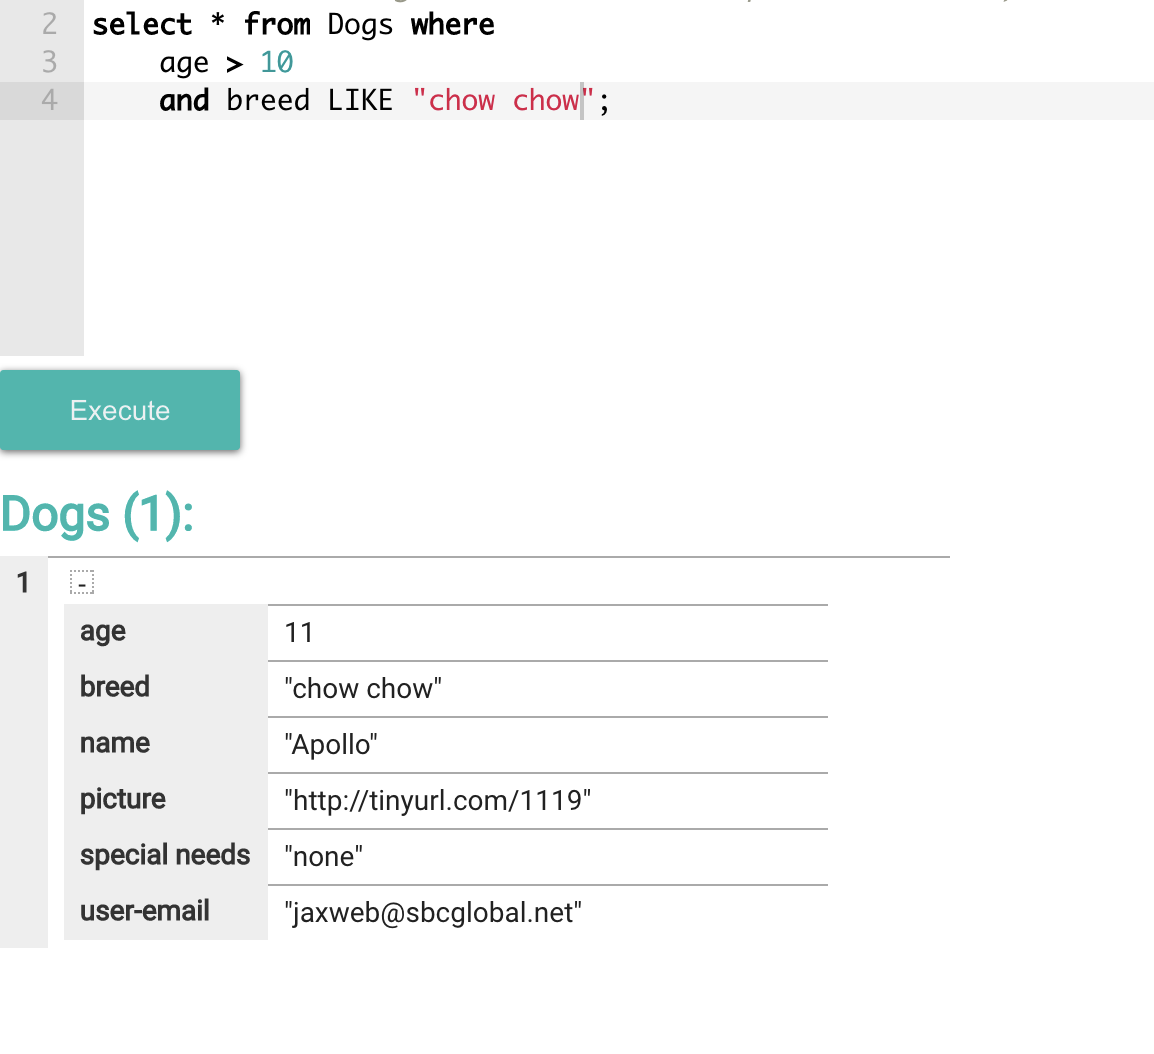 2 select * from Dogs where
3 age > 10
4 and breed LIKE "chow chow";
Execute
Dogs (1):
1 -
age 11
breed "chow chow"
name "Apollo"
picture "http://tinyurl.com/1119"
special needs "none"
user-email "jaxweb@sbcglobal.net"